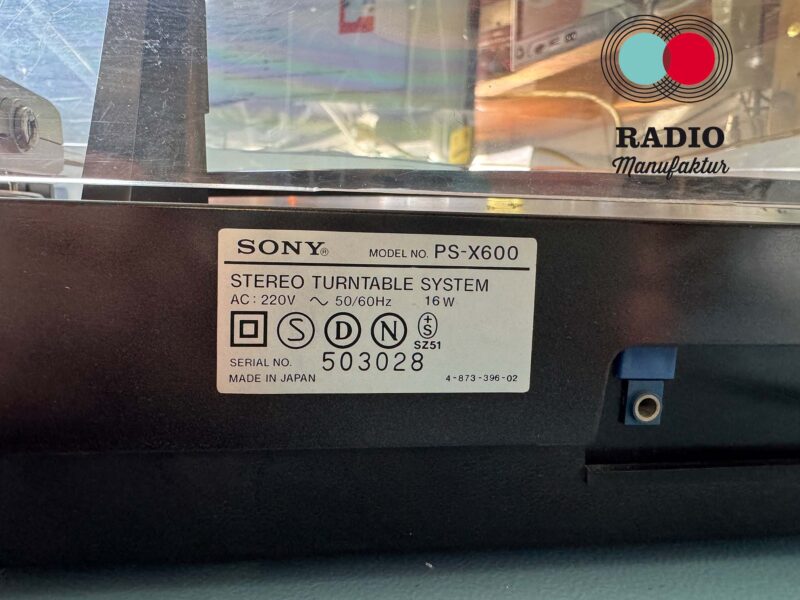 RADIO
Manufaktur
SONY®
MODEL NO. PS-X600
STEREO TURNTABLE SYSTEM
AC : 220V ~ 50/60Hz 16 W
S D N +S
SZ51
SERIAL NO. 503028
MADE IN JAPAN 4-873-396-02